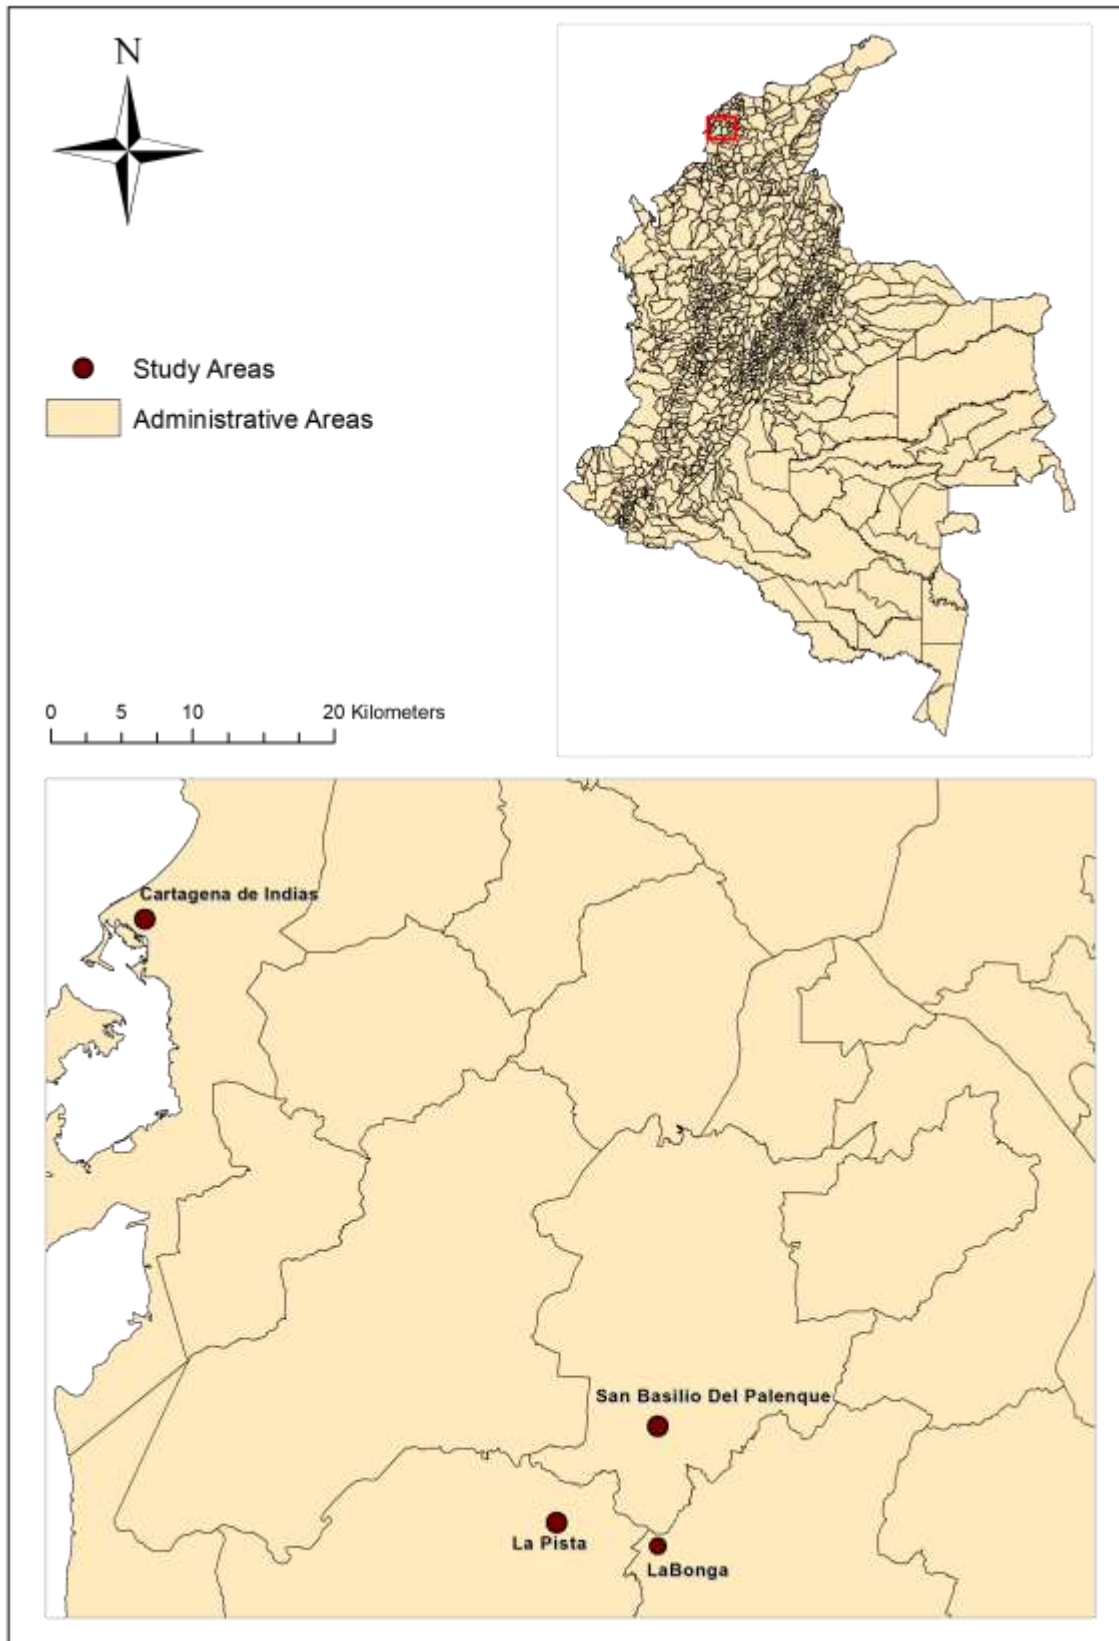 N
Study Areas
Administrative Areas
0 5 10 20 Kilometers
Cartagena de Indias
San Basilio Del Palenque
La Pista
LaBonga